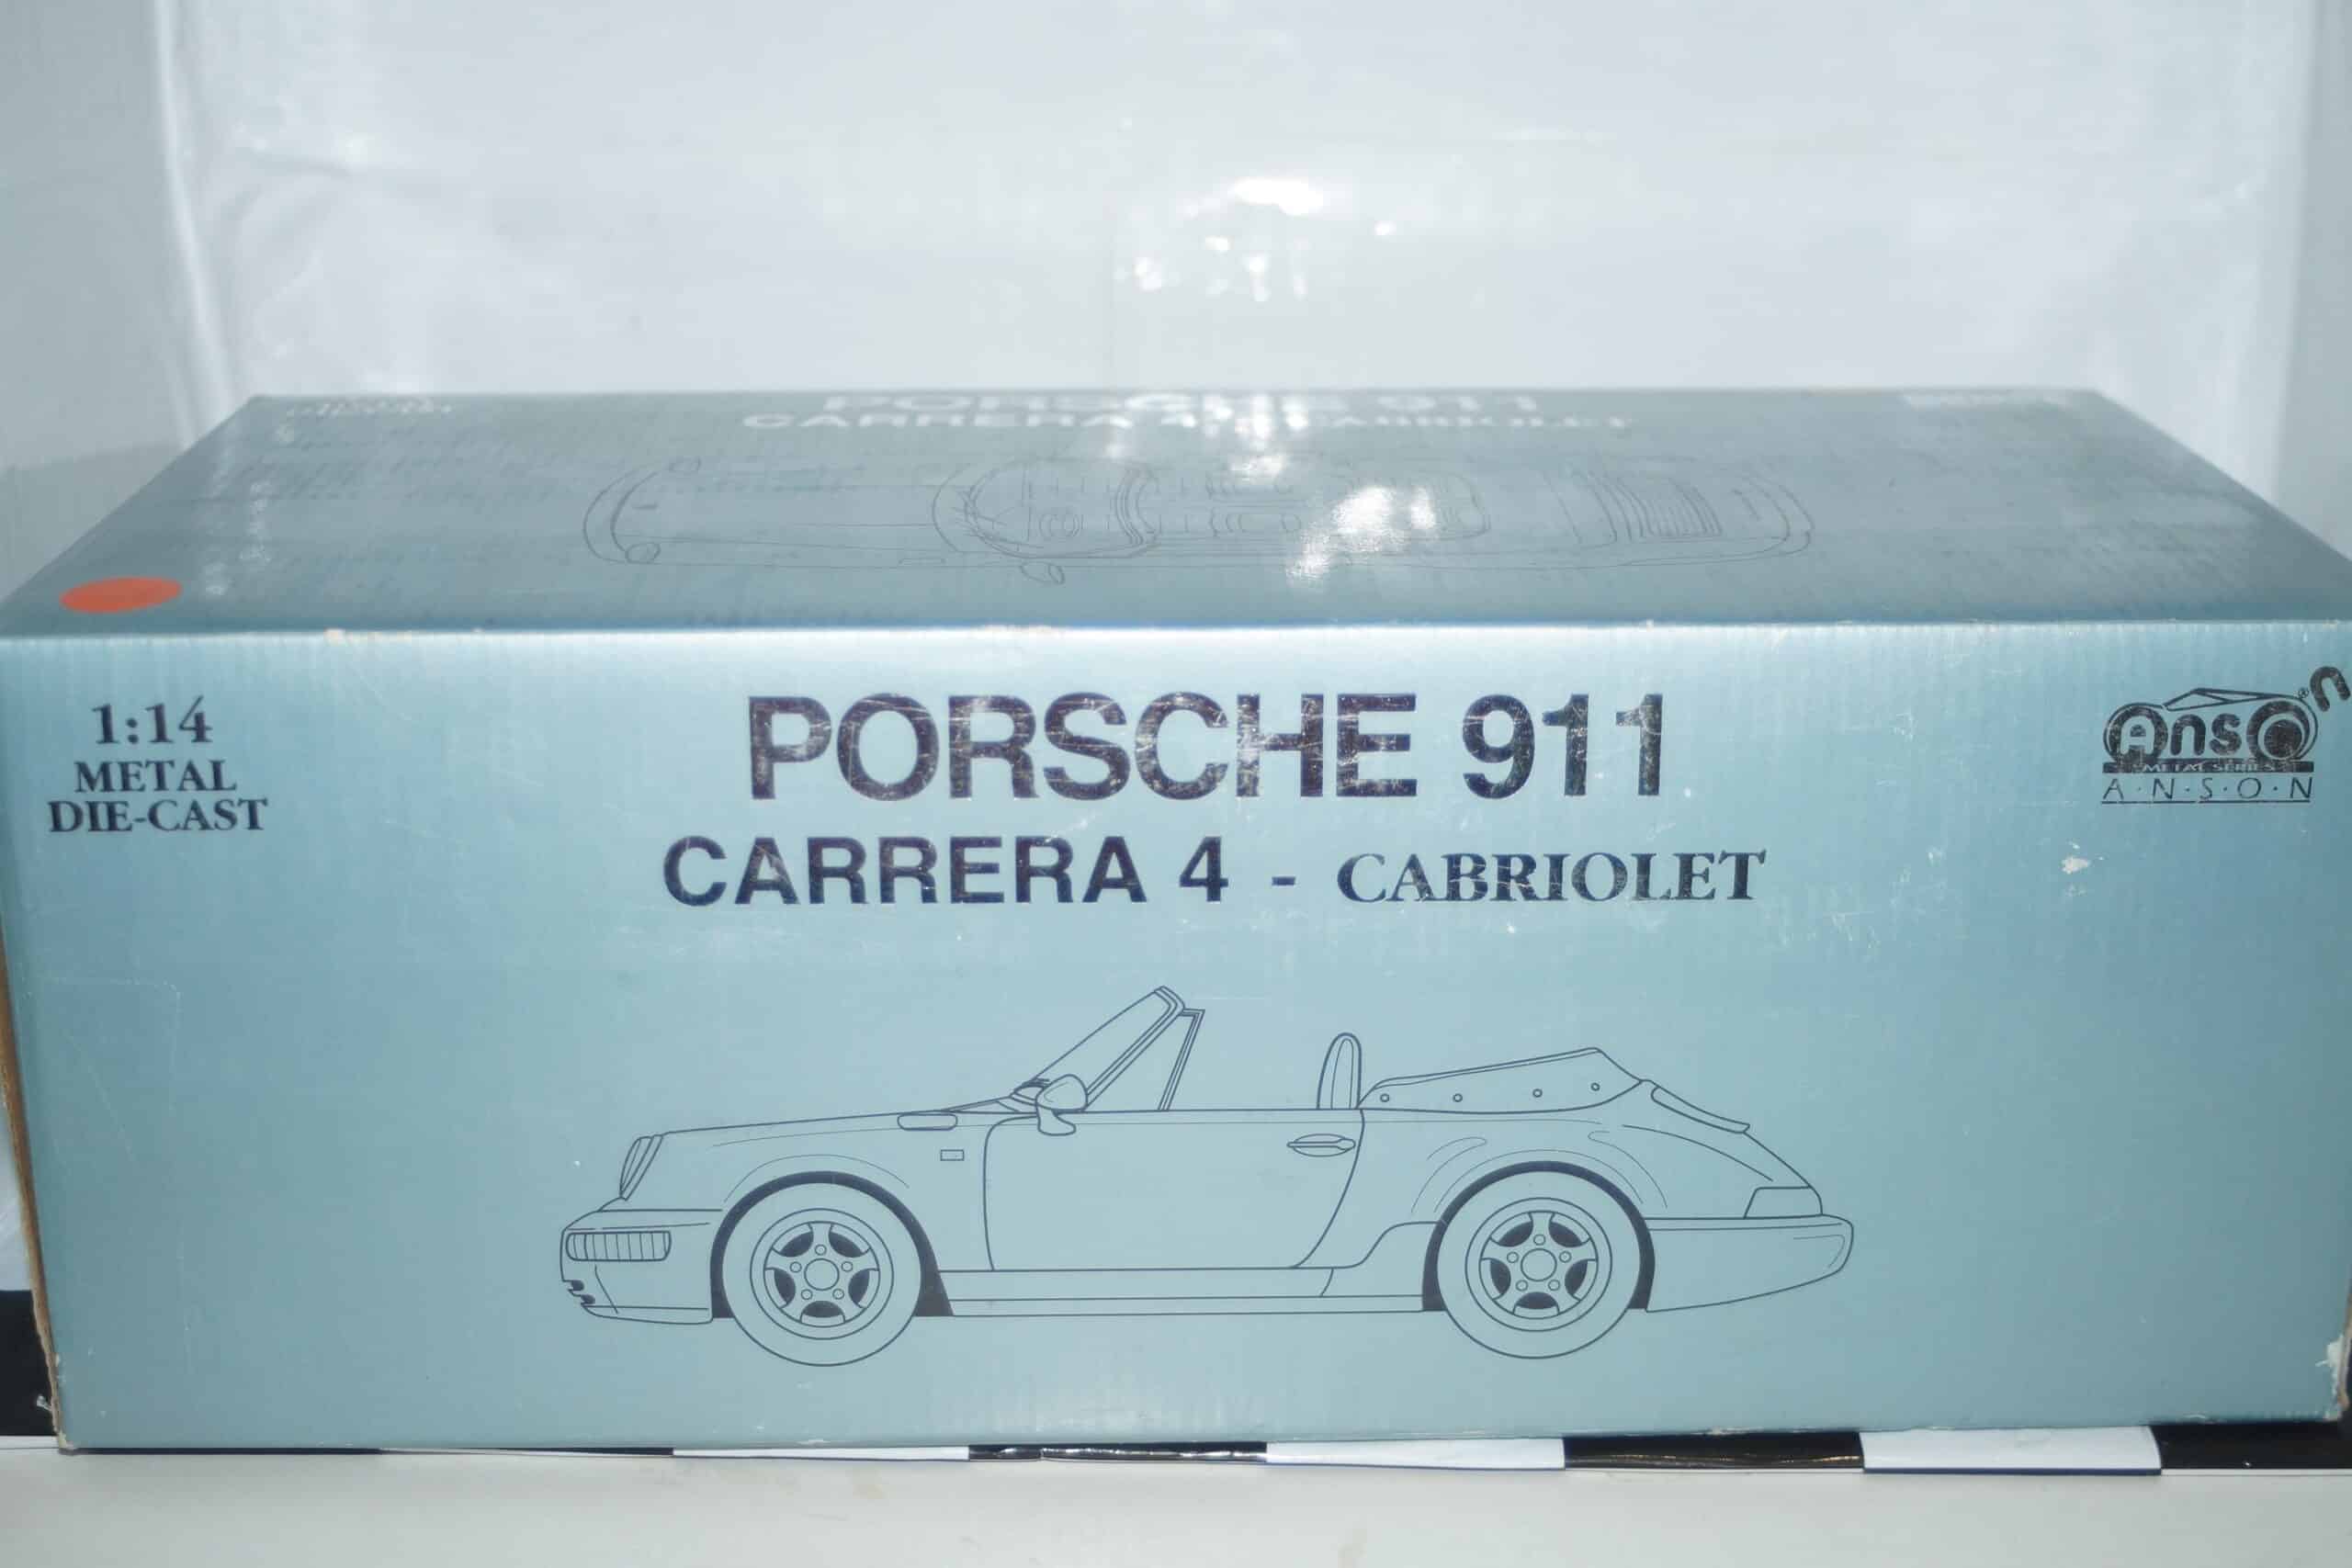 PORSCHE 911
CARRERA 4 - CABRIOLET
1:14
METAL
DIE-CAST
PORSCHE 911
CARRERA 4 - CABRIOLET
Anson
METAL SERIES
A·N·S·O·N